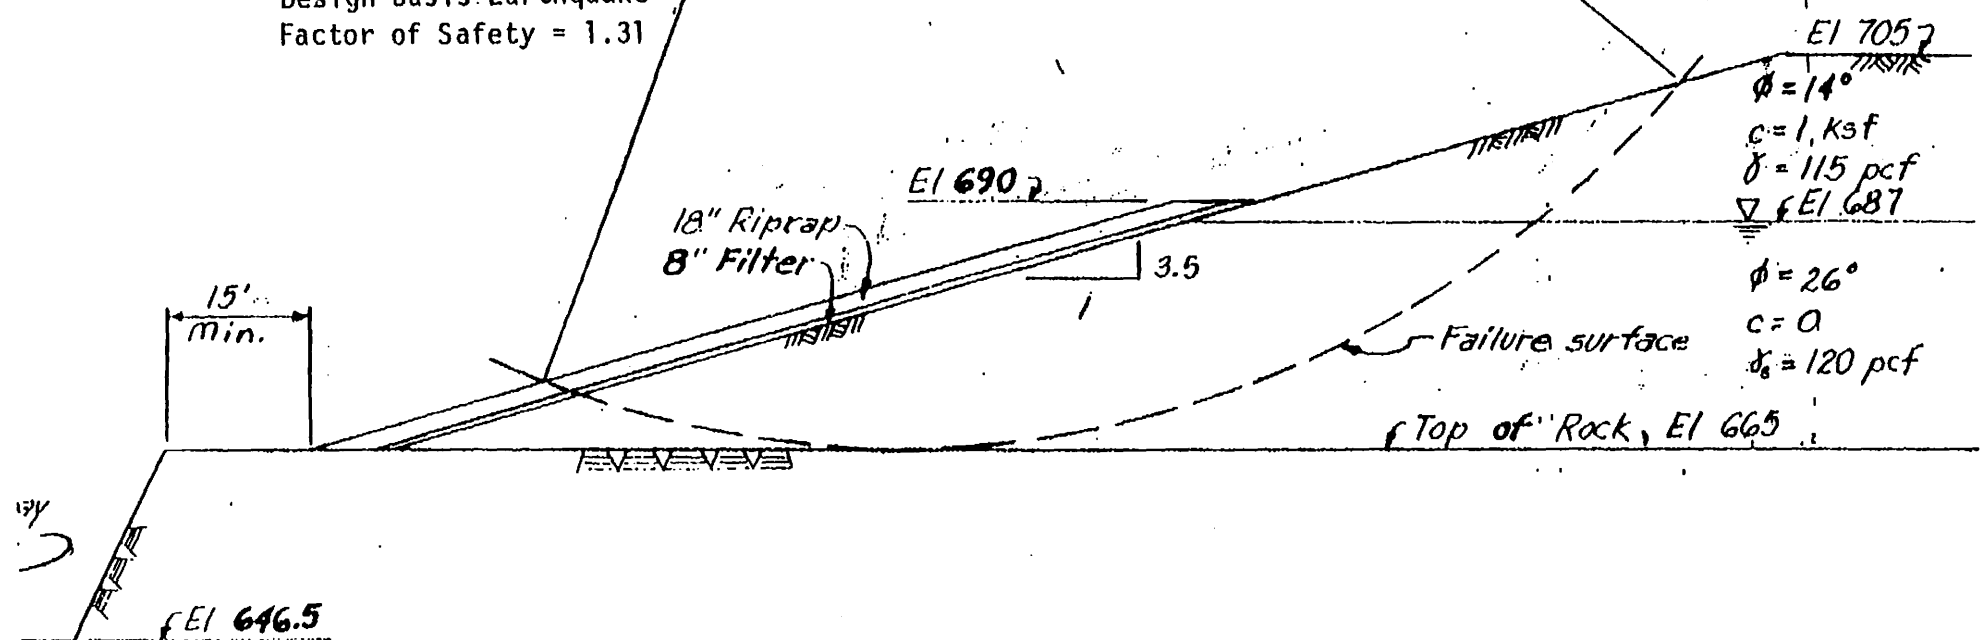 Design Basis Earthquake
Factor of Safety = 1.31
El 705
φ = 14°
c = 1, ksf
γ = 115 pcf
El 687
El 690
18" Riprap
8" Filter
3.5
1
15'
Min.
φ = 26°
c = 0
γs = 120 pcf
Failure surface
Top of Rock, El 665
El 646.5